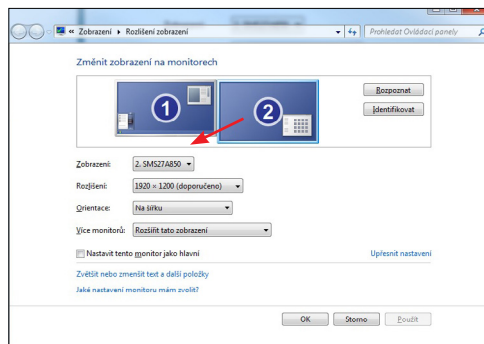 « Zobrazení ▸ Rozlišení zobrazení
Prohledat Ovládací panely
Změnit zobrazení na monitorech
1
2
Rozpoznat
Identifikovat
Zobrazení: 2. SMS27A850
Rozlišení: 1920 × 1200 (doporučeno)
Orientace: Na šířku
Více monitorů: Rozšířit tato zobrazení
Nastavit tento monitor jako hlavní
Upřesnit nastavení
Zvětšit nebo zmenšit text a další položky
Jaké nastavení monitoru mám zvolit?
OK Storno Použít